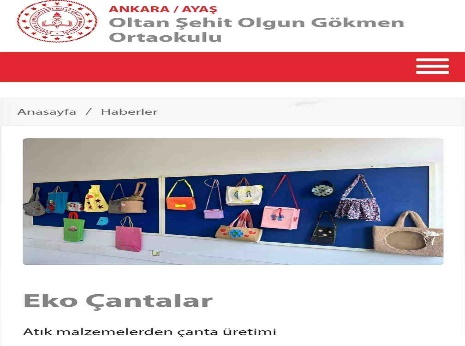 ANKARA / AYAŞ
Oltan Şehit Olgun Gökmen
Ortaokulu
Anasayfa / Haberler
Eko Çantalar
Atık malzemelerden çanta üretimi